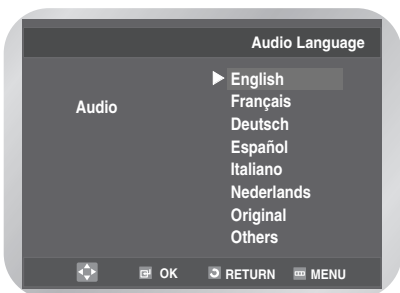 Audio Language
Audio
English
Français
Deutsch
Español
Italiano
Nederlands
Original
Others
OK RETURN MENU